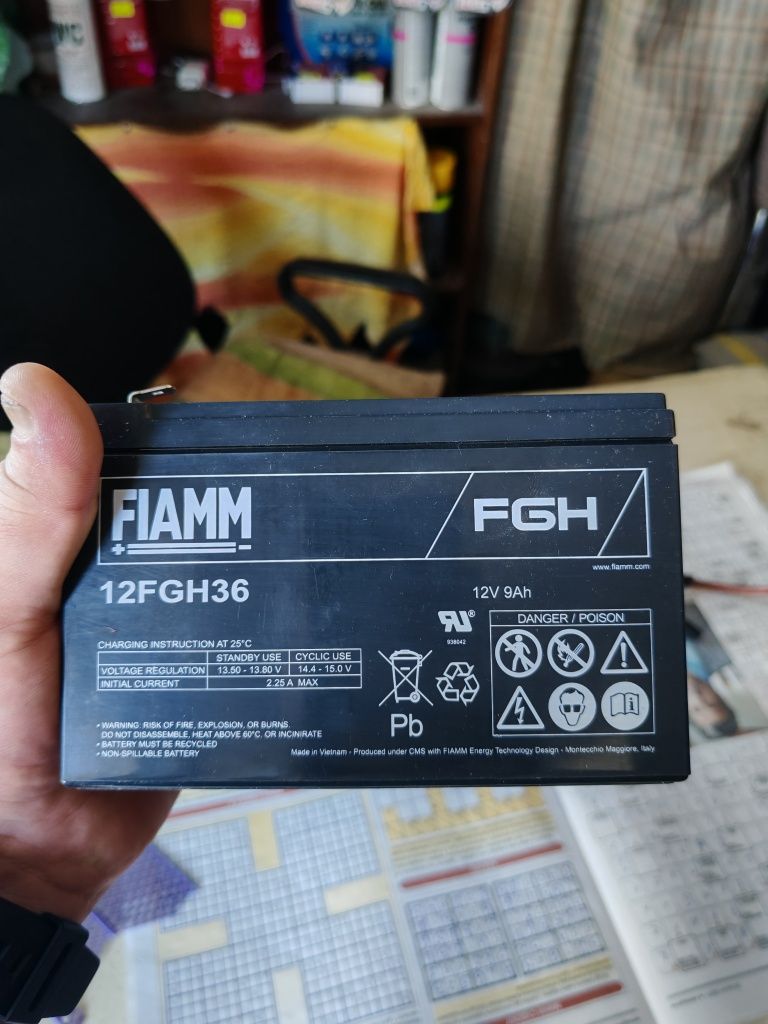 FIAMM
FGH
www.fiamm.com
12FGH36
12V 9Ah
CHARGING INSTRUCTION AT 25°C
STANDBY USE CYCLIC USE
VOLTAGE REGULATION 13.50 - 13.80 V 14.4 - 15.0 V
INITIAL CURRENT 2.25 A MAX
938042
DANGER / POISON
Pb
• WARNING: RISK OF FIRE, EXPLOSION, OR BURNS.
DO NOT DISASSEMBLE, HEAT ABOVE 60°C, OR INCINIRATE
• BATTERY MUST BE RECYCLED
• NON-SPILLABLE BATTERY
Made in Vietnam - Produced under CMS with FIAMM Energy Technology Design - Montecchio Maggiore, Italy